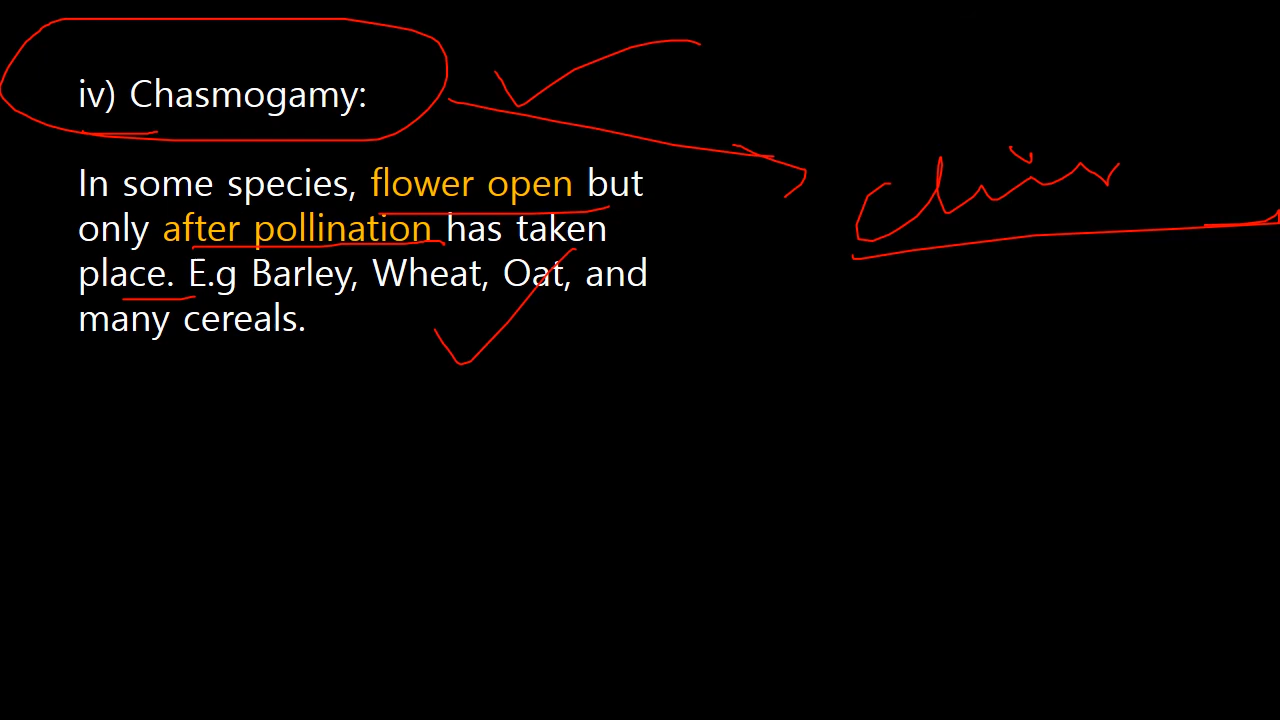 iv) Chasmogamy:
In some species, flower open but
only after pollination has taken
place. E.g Barley, Wheat, Oat, and
many cereals.